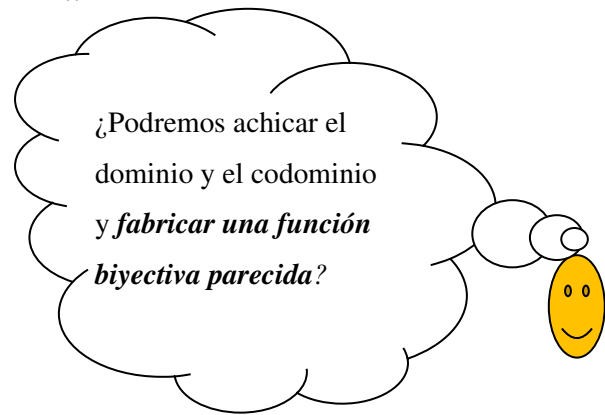 ¿Podremos achicar el
dominio y el codominio
y fabricar una función
biyectiva parecida?